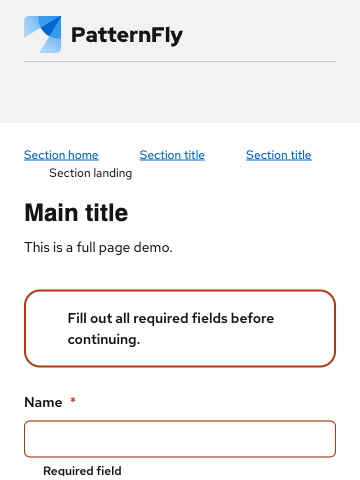 PatternFly
Section home
Section title
Section title
Section landing
Main title
This is a full page demo.
Fill out all required fields before
continuing.
Name *
Required field